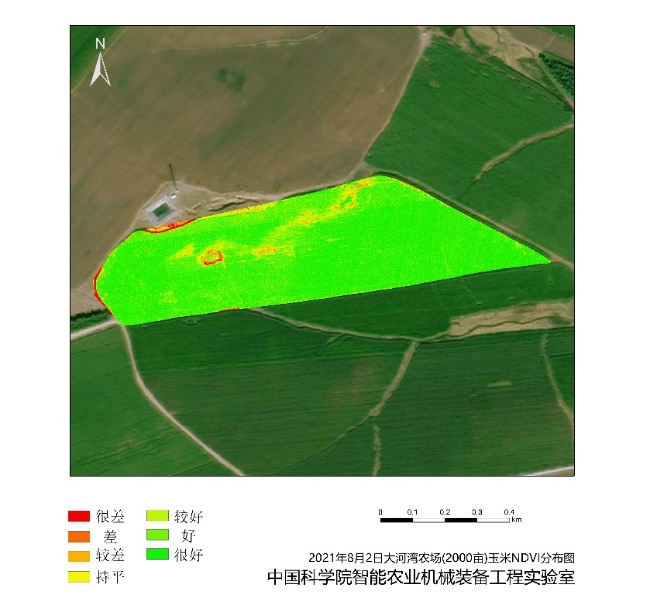 N
很差
差
较差
持平
较好
好
很好
0 0.1 0.2 0.3 0.4
km
2021年8月2日大河湾农场(2000亩)玉米NDVI分布图
中国科学院智能农业机械装备工程实验室